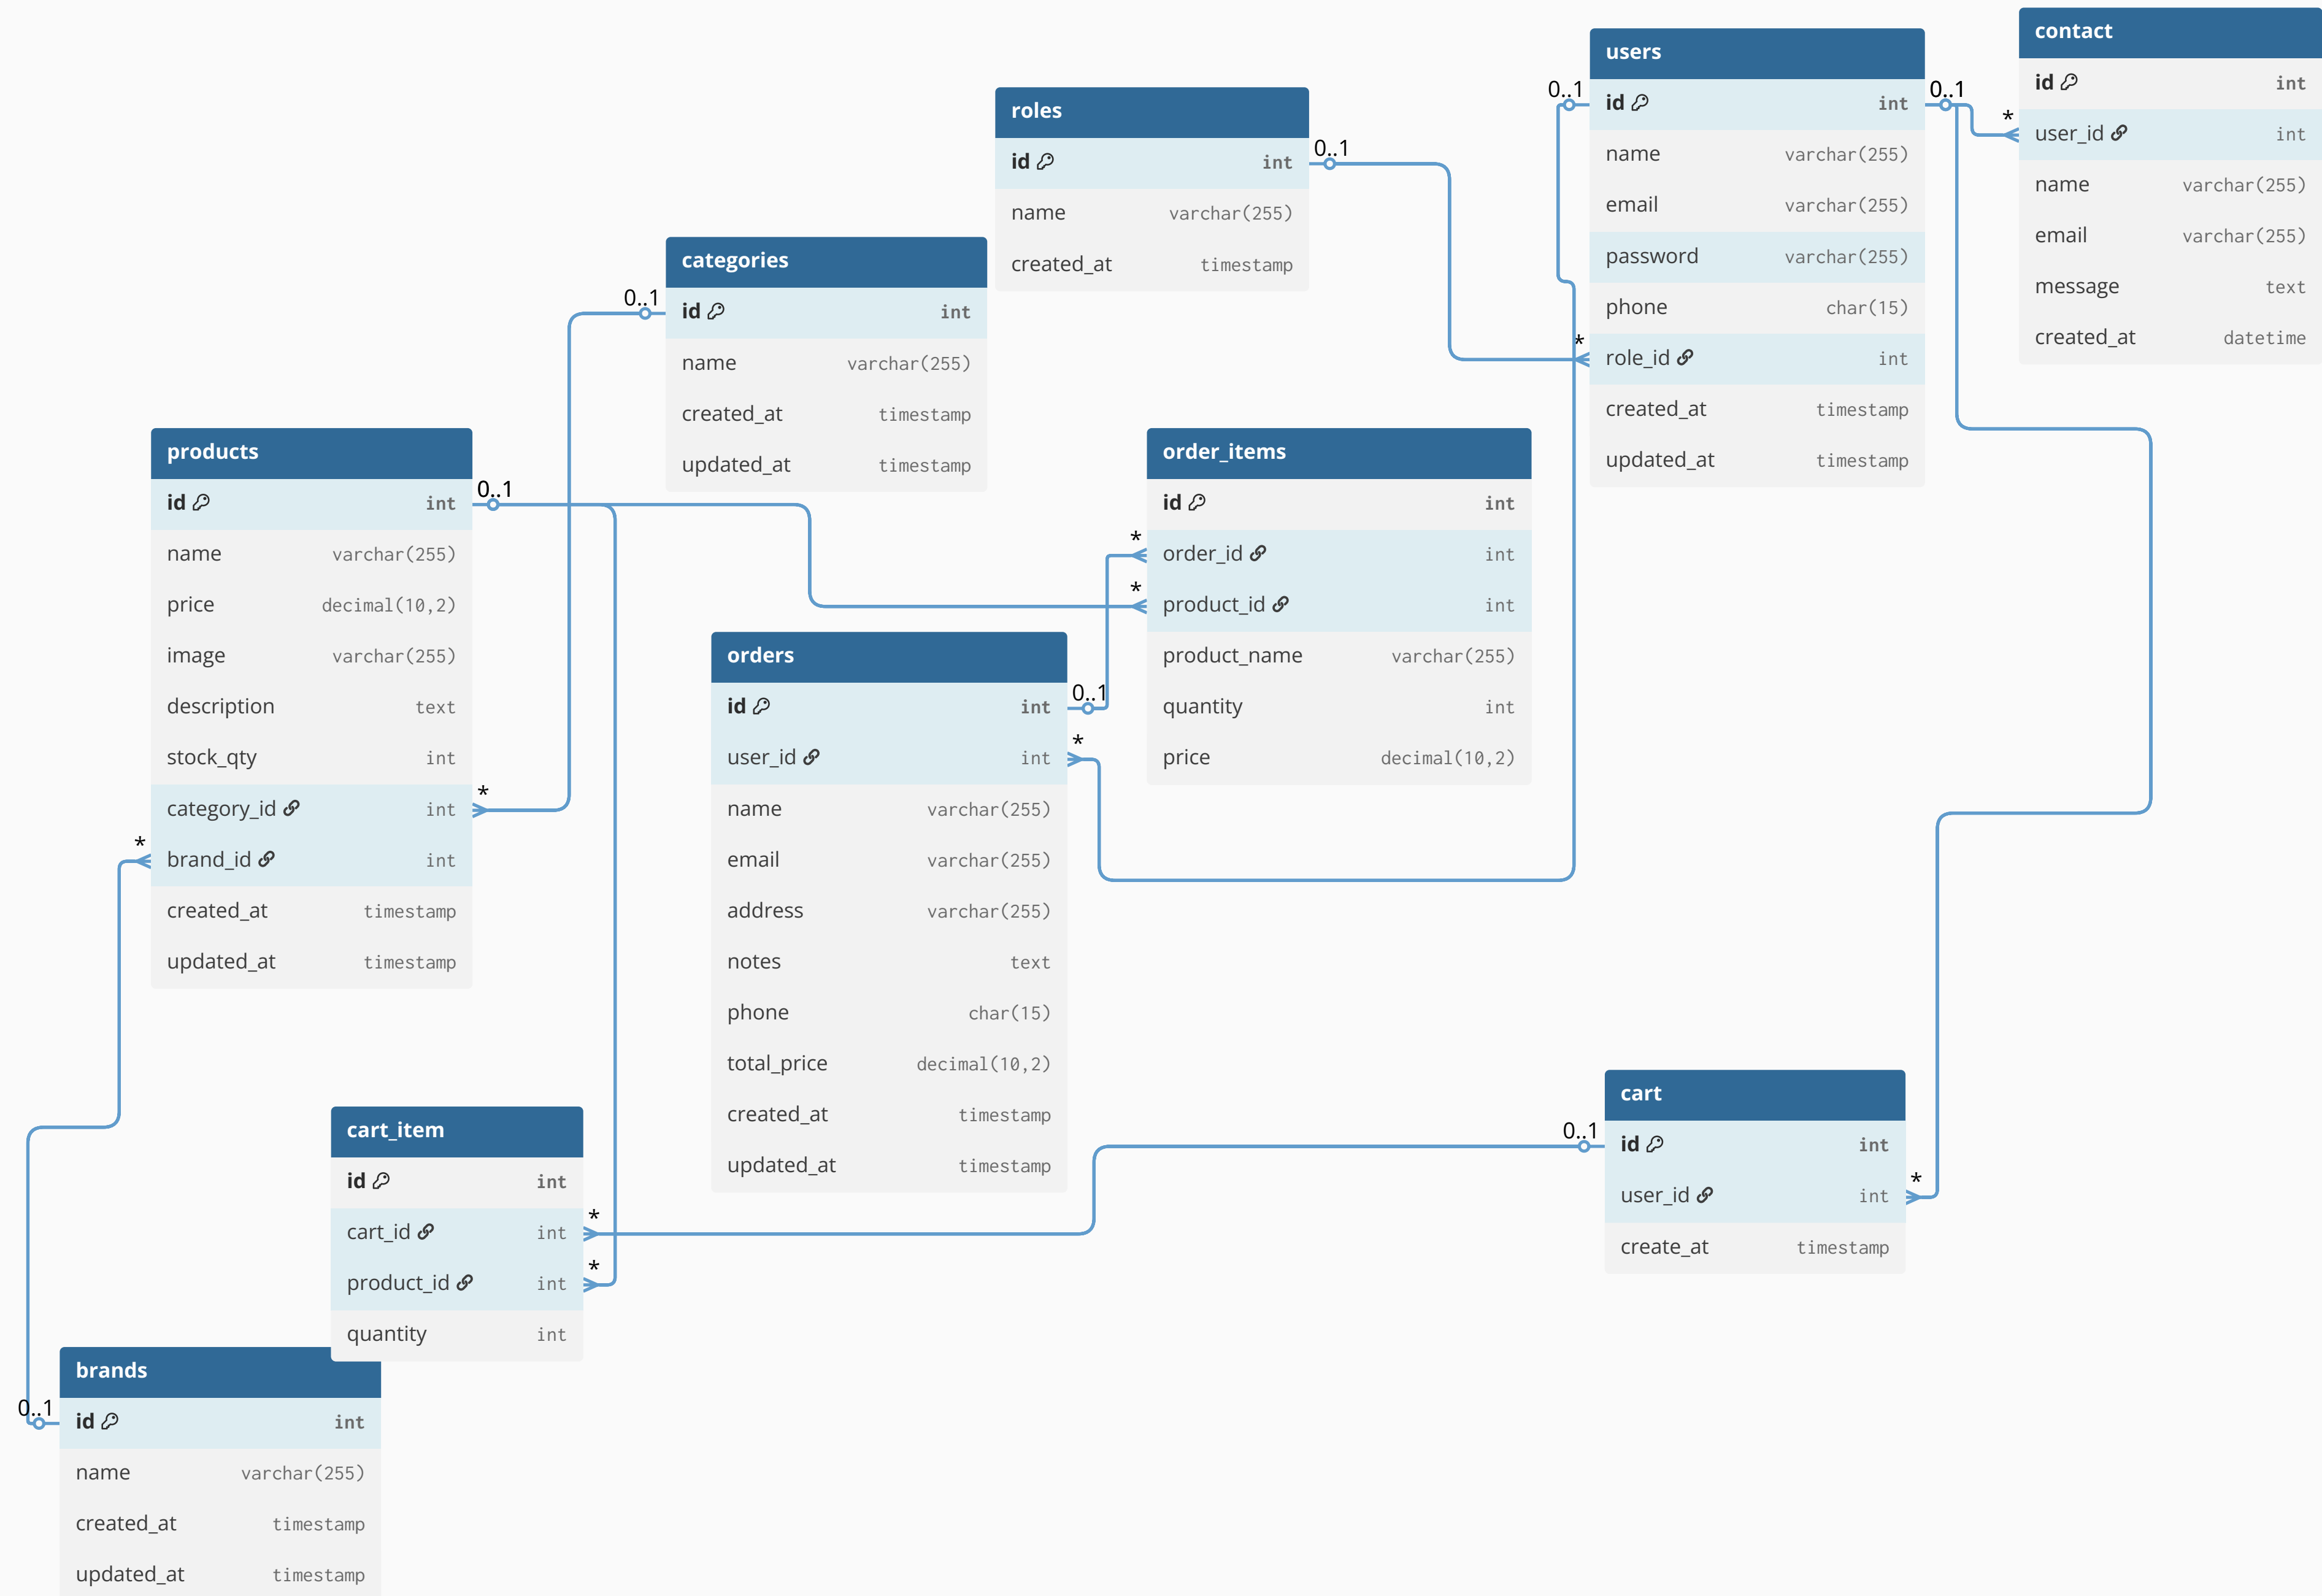 contact
id int
user_id int
name varchar(255)
email varchar(255)
message text
created_at datetime
users
id int
name varchar(255)
email varchar(255)
password varchar(255)
phone char(15)
role_id int
created_at timestamp
updated_at timestamp
0..1
0..1
*
*
roles
id int
name varchar(255)
created_at timestamp
0..1
categories
id int
name varchar(255)
created_at timestamp
updated_at timestamp
0..1
products
id int
name varchar(255)
price decimal(10,2)
image varchar(255)
description text
stock_qty int
category_id int
brand_id int
created_at timestamp
updated_at timestamp
0..1
*
*
order_items
id int
order_id int
product_id int
product_name varchar(255)
quantity int
price decimal(10,2)
*
*
orders
id int
user_id int
name varchar(255)
email varchar(255)
address varchar(255)
notes text
phone char(15)
total_price decimal(10,2)
created_at timestamp
updated_at timestamp
0..1
*
cart
id int
user_id int
create_at timestamp
0..1
*
cart_item
id int
cart_id int
product_id int
quantity int
*
*
brands
id int
name varchar(255)
created_at timestamp
updated_at timestamp
0..1